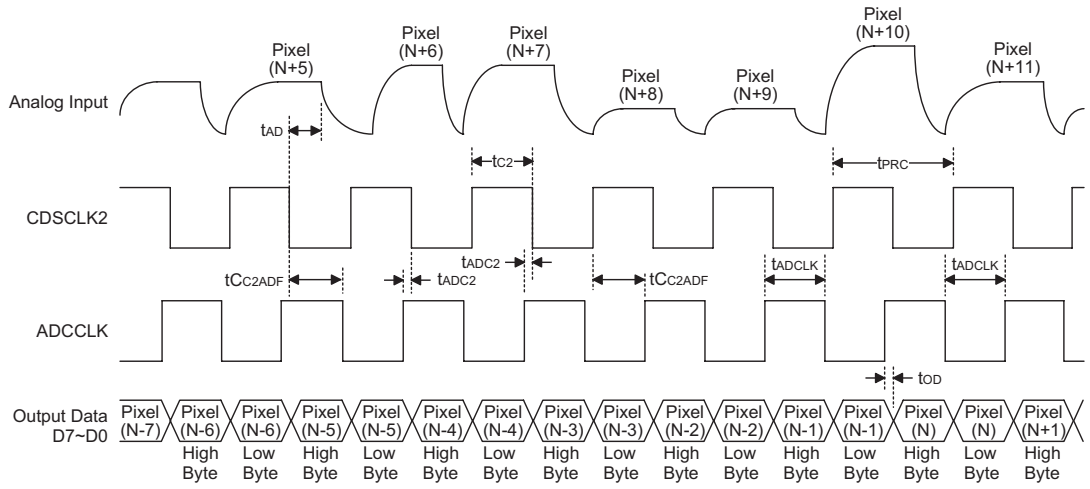 Pixel
(N+5)
Pixel
(N+6)
Pixel
(N+7)
Pixel
(N+8)
Pixel
(N+9)
Pixel
(N+10)
Pixel
(N+11)
Analog Input
tAD
tC2
tPRC
CDSCLK2
tCC2ADF
tADC2
tADC2
tCC2ADF
tADCLK
tADCLK
ADCCLK
tOD
Output Data
D7~D0
Pixel
(N-7)
Pixel
(N-6)
High
Byte
Pixel
(N-6)
Low
Byte
Pixel
(N-5)
High
Byte
Pixel
(N-5)
Low
Byte
Pixel
(N-4)
High
Byte
Pixel
(N-4)
Low
Byte
Pixel
(N-3)
High
Byte
Pixel
(N-3)
Low
Byte
Pixel
(N-2)
High
Byte
Pixel
(N-2)
Low
Byte
Pixel
(N-1)
High
Byte
Pixel
(N-1)
Low
Byte
Pixel
(N)
High
Byte
Pixel
(N)
Low
Byte
Pixel
(N+1)
High
Byte